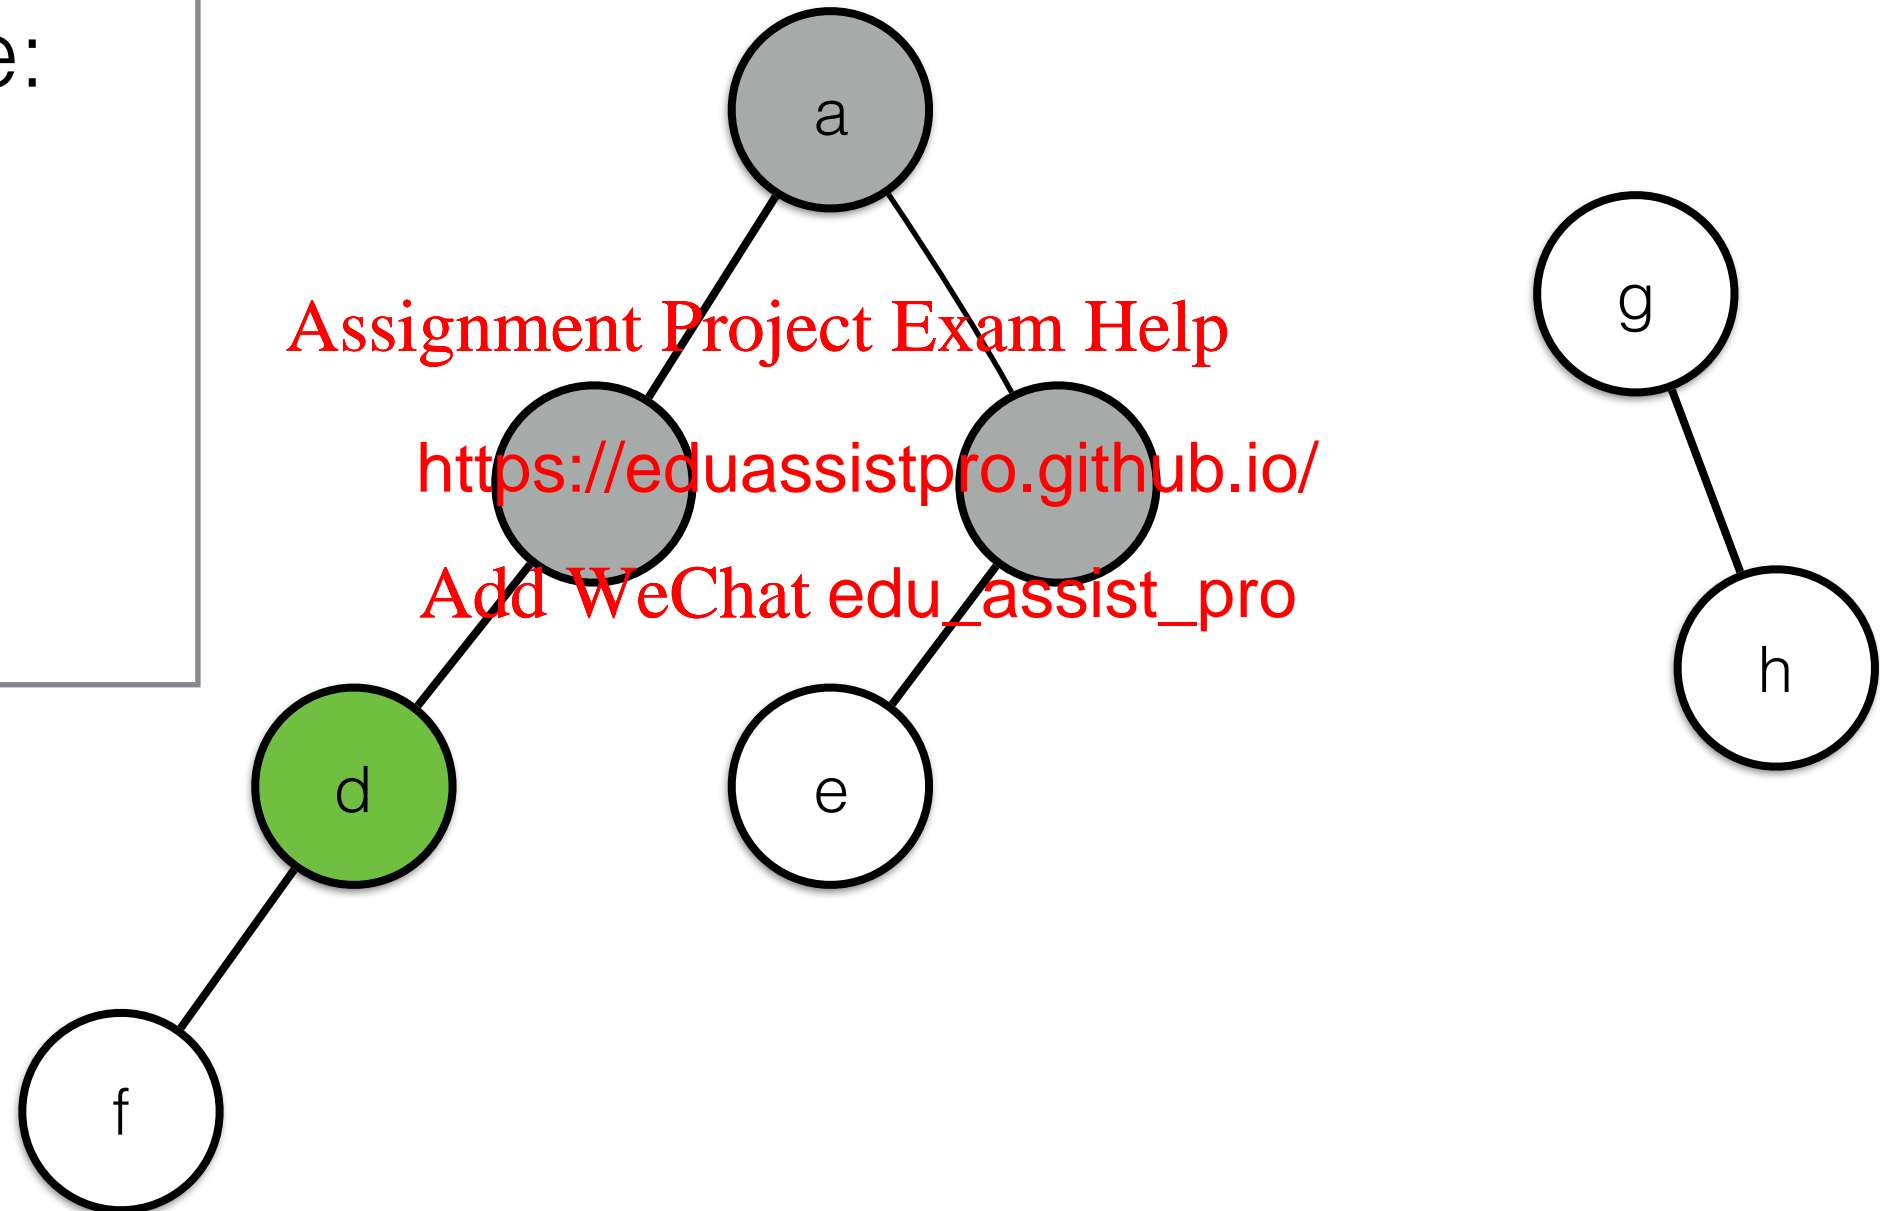 e:
a
g
Assignment Project Exam Help
https://eduassistpro.github.io/
Add WeChat edu_assist_pro
h
d
e
f